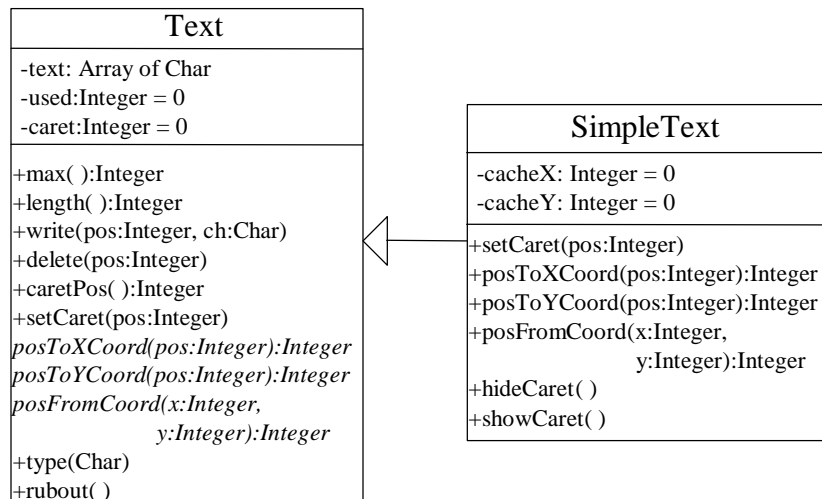 Text
-text: Array of Char
-used:Integer = 0
-caret:Integer = 0
+max( ):Integer
+length( ):Integer
+write(pos:Integer, ch:Char)
+delete(pos:Integer)
+caretPos( ):Integer
+setCaret(pos:Integer)
posToXCoord(pos:Integer):Integer
posToYCoord(pos:Integer):Integer
posFromCoord(x:Integer,
y:Integer):Integer
+type(Char)
+rubout( )
SimpleText
-cacheX: Integer = 0
-cacheY: Integer = 0
+setCaret(pos:Integer)
+posToXCoord(pos:Integer):Integer
+posToYCoord(pos:Integer):Integer
+posFromCoord(x:Integer,
y:Integer):Integer
+hideCaret( )
+showCaret( )